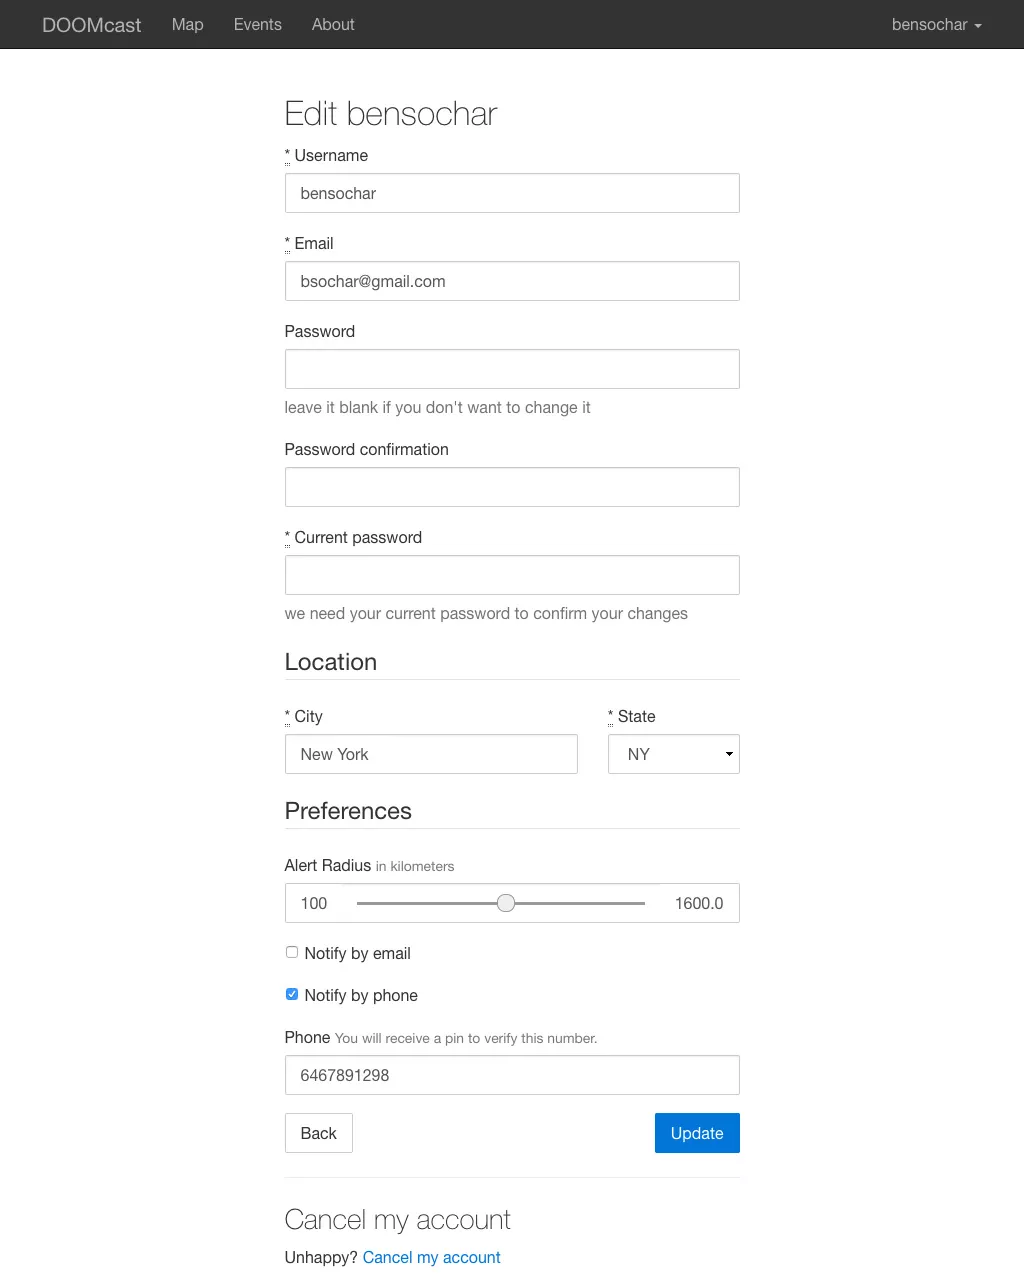 DOOMcast Map Events About bensochar
Edit bensochar
* Username
bensochar
* Email
bsochar@gmail.com
Password
leave it blank if you don't want to change it
Password confirmation
* Current password
we need your current password to confirm your changes
Location
* City * State
New York NY
Preferences
Alert Radius in kilometers
100 1600.0
Notify by email
Notify by phone
Phone You will receive a pin to verify this number.
6467891298
Back Update
Cancel my account
Unhappy? Cancel my account